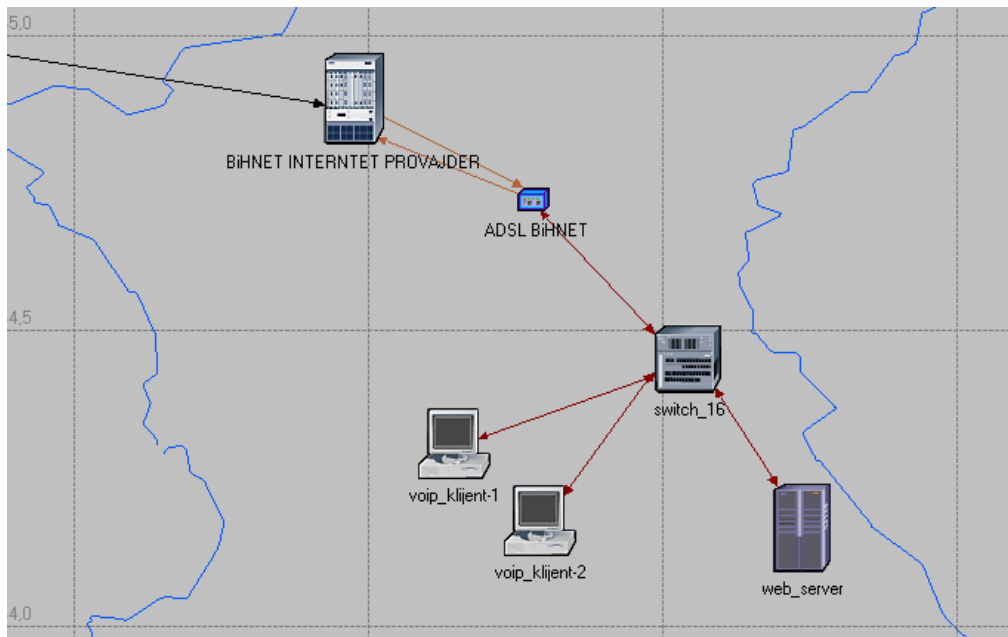 5,0
BiHNET INTERNTET PROVAJDER
ADSL BiHNET
4,5
switch_16
voip_klijent-1
voip_klijent-2
web_server
4,0